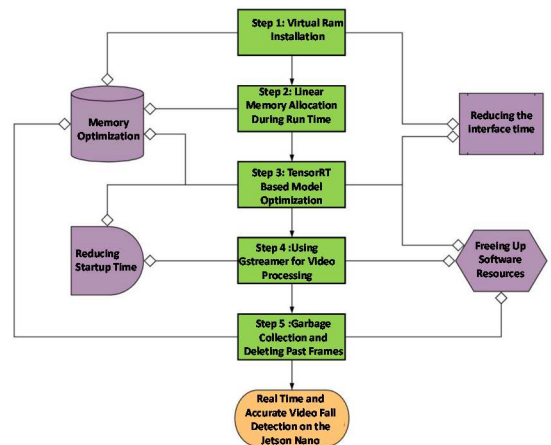 Step 1: Virtual Ram
Installation
Step 2: Linear
Memory Allocation
During Run Time
Memory
Optimization
Reducing the
Interface time
Step 3: TensorRT
Based Model
Optimization
Reducing
Startup Time
Step 4 :Using
Gstreamer for Video
Processing
Freeing Up
Software
Resources
Step 5 :Garbage
Collection and
Deleting Past Frames
Real Time and
Accurate Video Fall
Detection on the
Jetson Nano